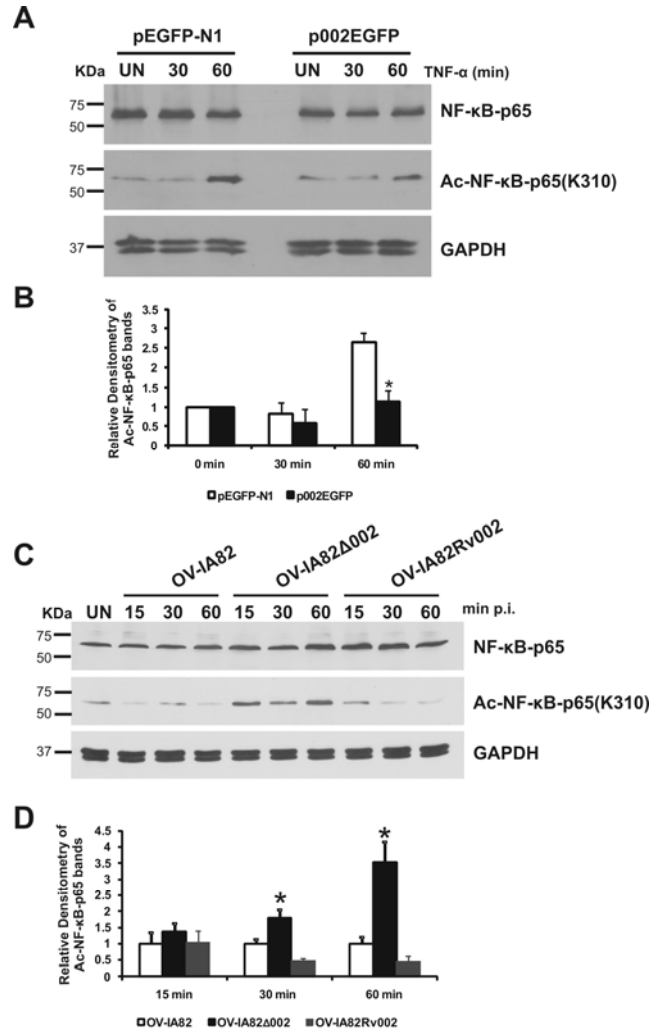 A
pEGFP-N1 p002EGFP
KDa UN 30 60 UN 30 60 TNF-α (min)
75
50
NF-κB-p65
75
50
Ac-NF-κB-p65(K310)
37
GAPDH
B
Relative Densitometry of
Ac-NF-κB-p65 bands
3.5
3
2.5
2
1.5
1
0.5
0
*
0 min 30 min 60 min
pEGFP-N1 p002EGFP
C
OV-IA82 OV-IA82Δ002 OV-IA82Rv002
KDa UN 15 30 60 15 30 60 15 30 60 min p.i.
75
50
NF-κB-p65
75
50
Ac-NF-κB-p65(K310)
37
GAPDH
D
Relative Densitometry of
Ac-NF-κB-p65 bands
4.5
4
3.5
3
2.5
2
1.5
1
0.5
0
* *
15 min 30 min 60 min
OV-IA82 OV-IA82Δ002 OV-IA82Rv002